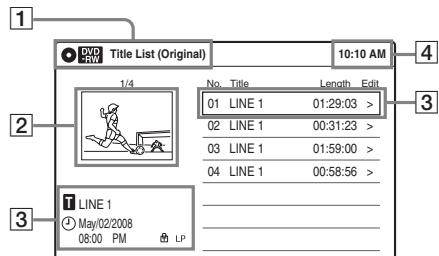 1
DVD -RW Title List (Original) 10:10 AM 4
1/4 No. Title Length Edit
01 LINE 1 01:29:03 > 3
2 02 LINE 1 00:31:23 >
03 LINE 1 01:59:00 >
04 LINE 1 00:58:56 >
T LINE 1
3 May/02/2008
08:00 PM LP